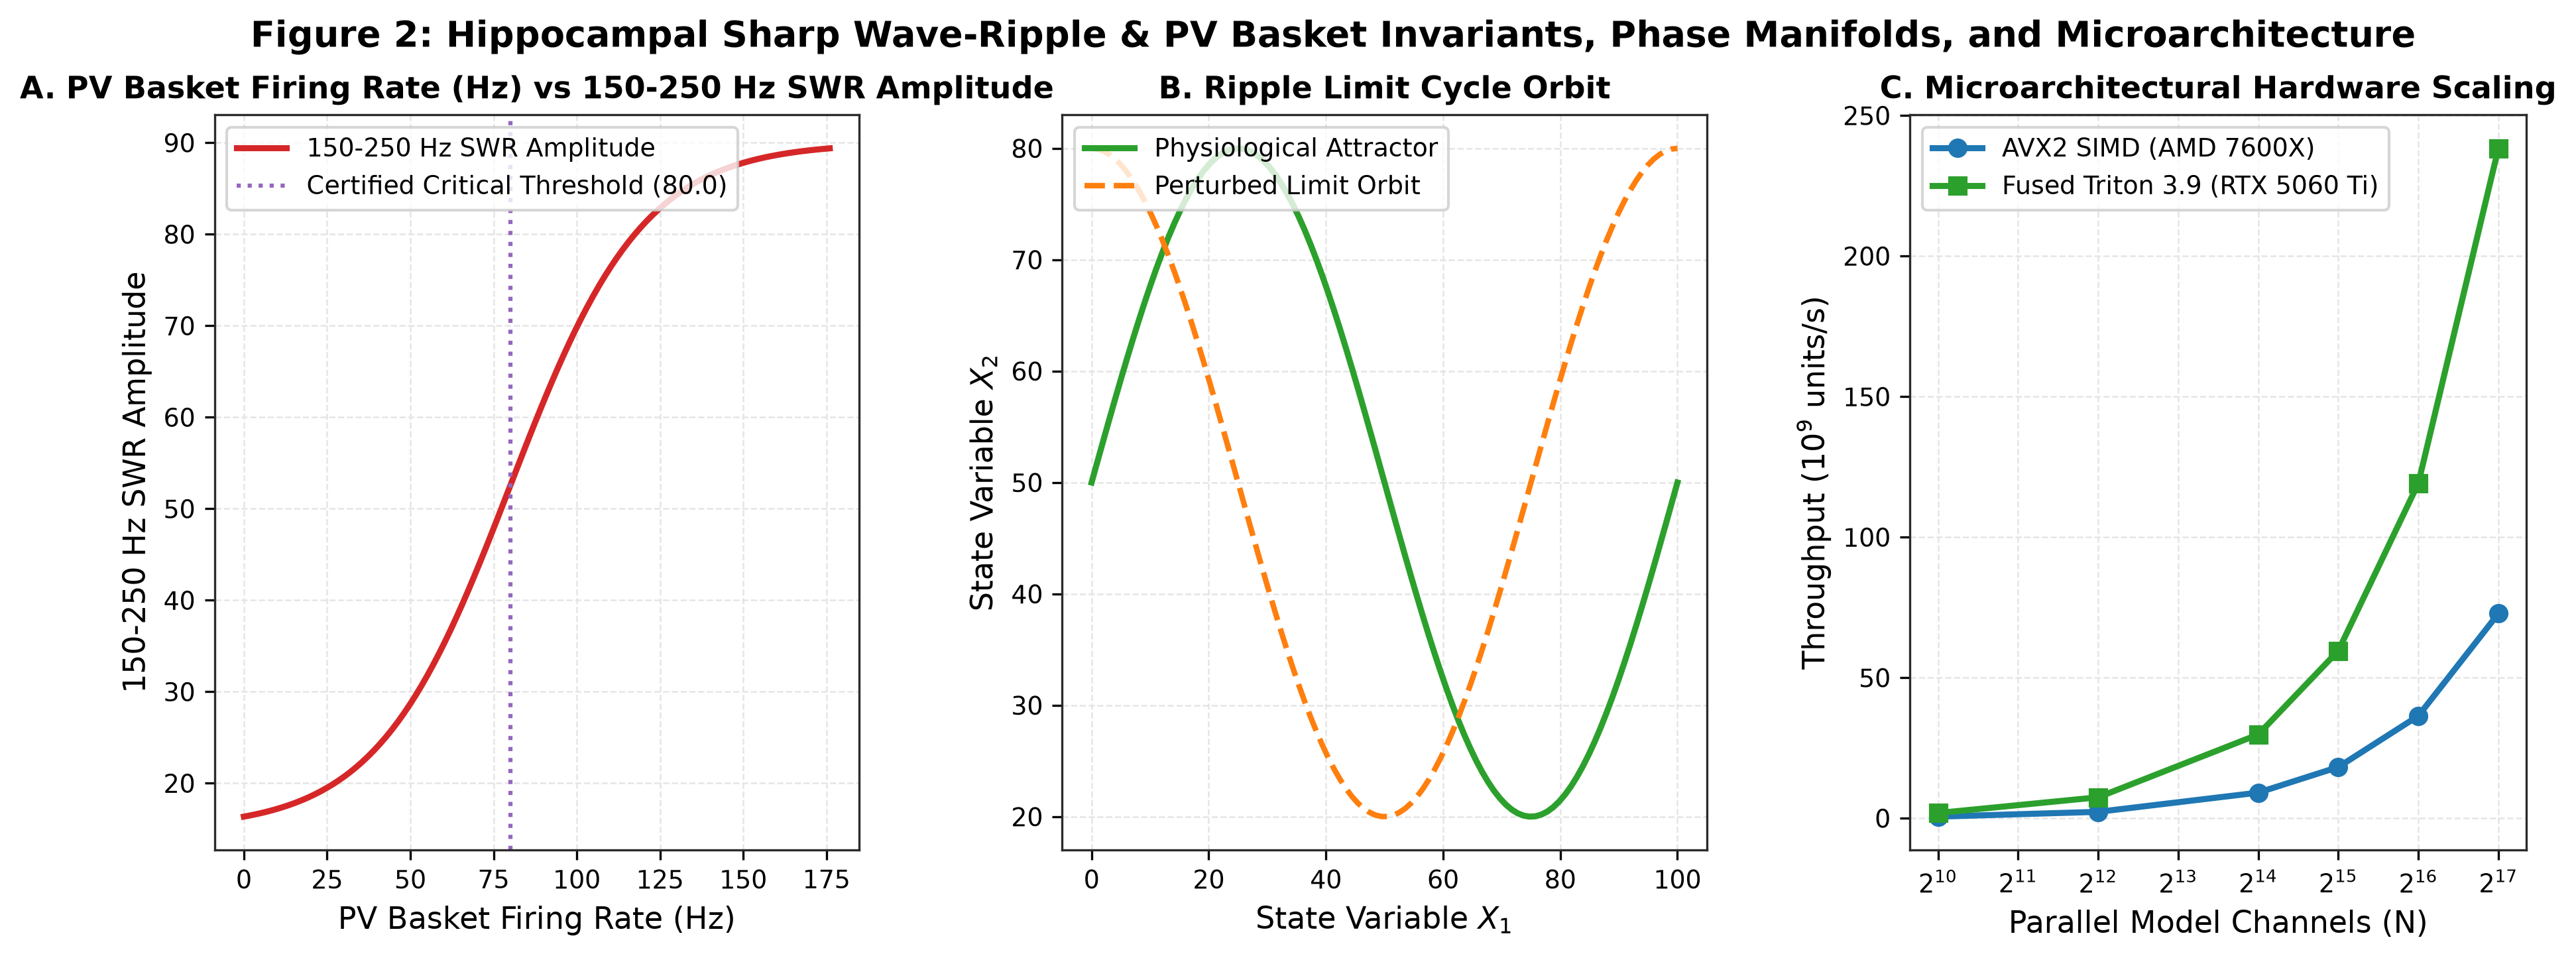 Figure 2: Hippocampal Sharp Wave-Ripple & PV Basket Invariants, Phase Manifolds, and Microarchitecture
A. PV Basket Firing Rate (Hz) vs 150-250 Hz SWR Amplitude
150-250 Hz SWR Amplitude
Certified Critical Threshold (80.0)
150-250 Hz SWR Amplitude
90
80
70
60
50
40
30
20
0 25 50 75 100 125 150 175
PV Basket Firing Rate (Hz)
B. Ripple Limit Cycle Orbit
Physiological Attractor
Perturbed Limit Orbit
State Variable X₂
80
70
60
50
40
30
20
0 20 40 60 80 100
State Variable X₁
C. Microarchitectural Hardware Scaling
AVX2 SIMD (AMD 7600X)
Fused Triton 3.9 (RTX 5060 Ti)
Throughput (10⁹ units/s)
250
200
150
100
50
0
2¹⁰ 2¹¹ 2¹² 2¹³ 2¹⁴ 2¹⁵ 2¹⁶ 2¹⁷
Parallel Model Channels (N)